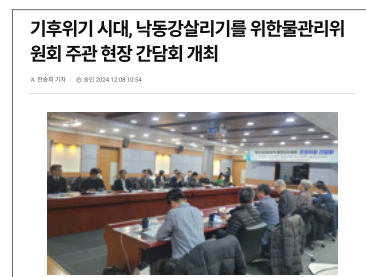 기후위기 시대, 낙동강살리기를 위한물관리위
원회 주관 현장 간담회 개최
한송희 기자 승인 2024.12.08 10:54